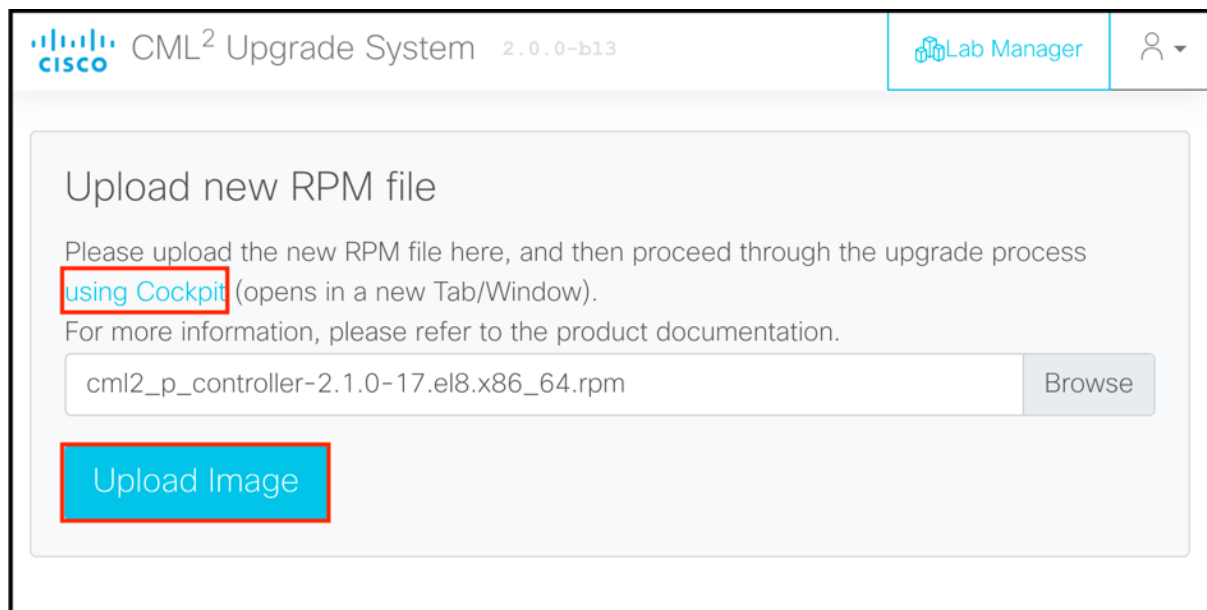 CISCO
CML² Upgrade System 2.0.0-b13
Lab Manager
Upload new RPM file
Please upload the new RPM file here, and then proceed through the upgrade process
using Cockpit (opens in a new Tab/Window).
For more information, please refer to the product documentation.
cml2_p_controller-2.1.0-17.el8.x86_64.rpm
Browse
Upload Image